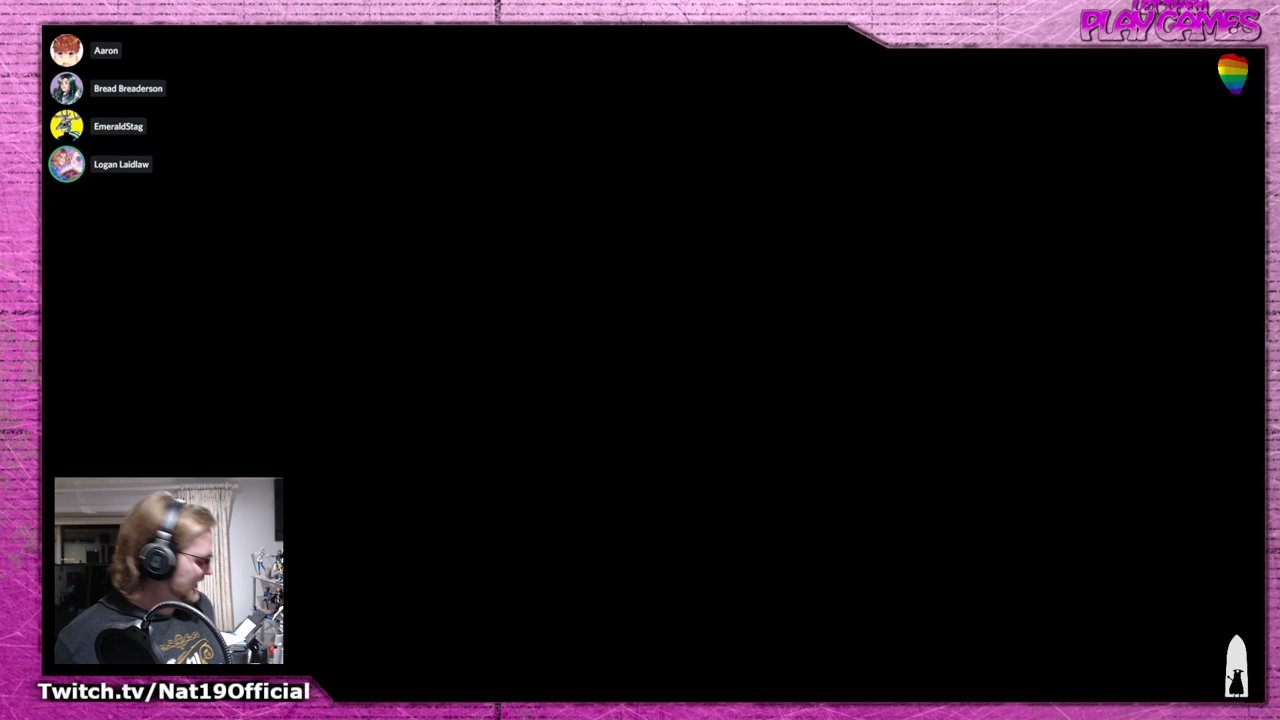 PLAY GAMES
Aaron
Bread Breaderson
EmeraldStag
Logan Laidlaw
Twitch.tv/Nat19Official